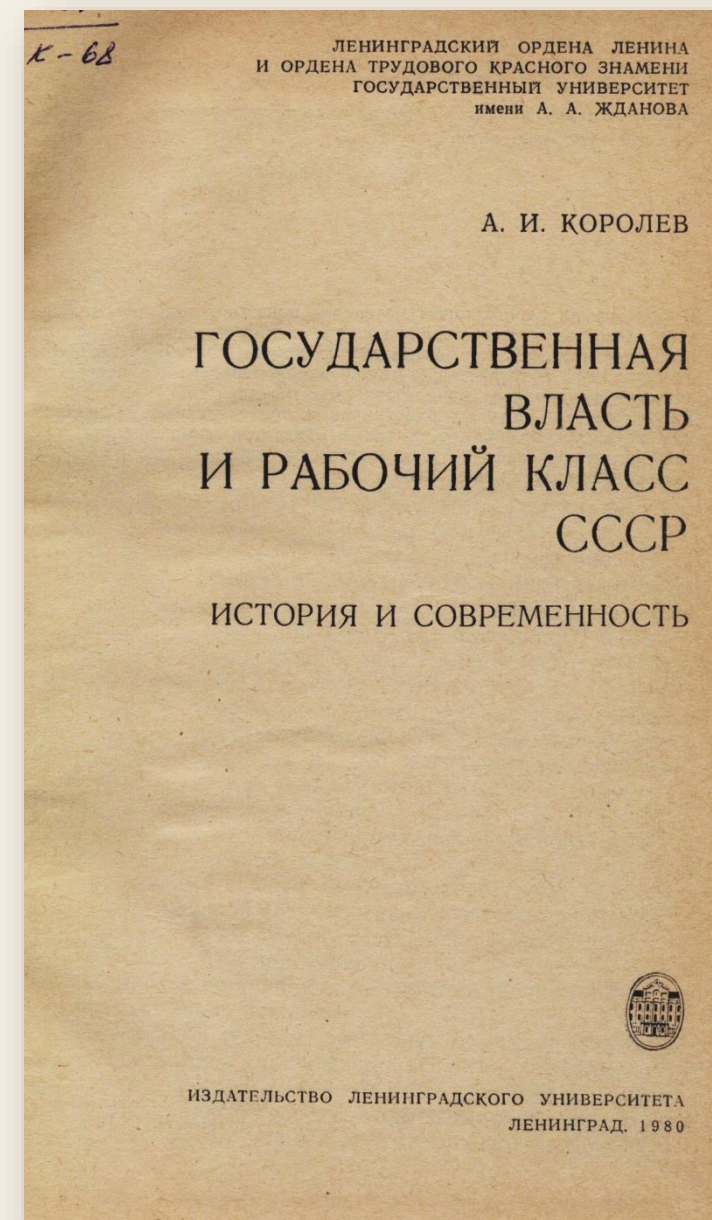 К-68
ЛЕНИНГРАДСКИЙ ОРДЕНА ЛЕНИНА
И ОРДЕНА ТРУДОВОГО КРАСНОГО ЗНАМЕНИ
ГОСУДАРСТВЕННЫЙ УНИВЕРСИТЕТ
имени А. А. ЖДАНОВА
А. И. КОРОЛЕВ
ГОСУДАРСТВЕННАЯ
ВЛАСТЬ
И РАБОЧИЙ КЛАСС
СССР
ИСТОРИЯ И СОВРЕМЕННОСТЬ
ИЗДАТЕЛЬСТВО ЛЕНИНГРАДСКОГО УНИВЕРСИТЕТА
ЛЕНИНГРАД. 1980